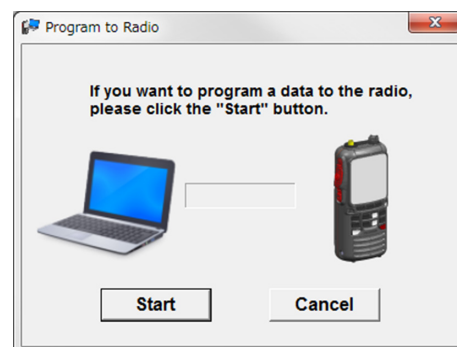 Program to Radio
If you want to program a data to the radio,
please click the "Start" button.
Start
Cancel